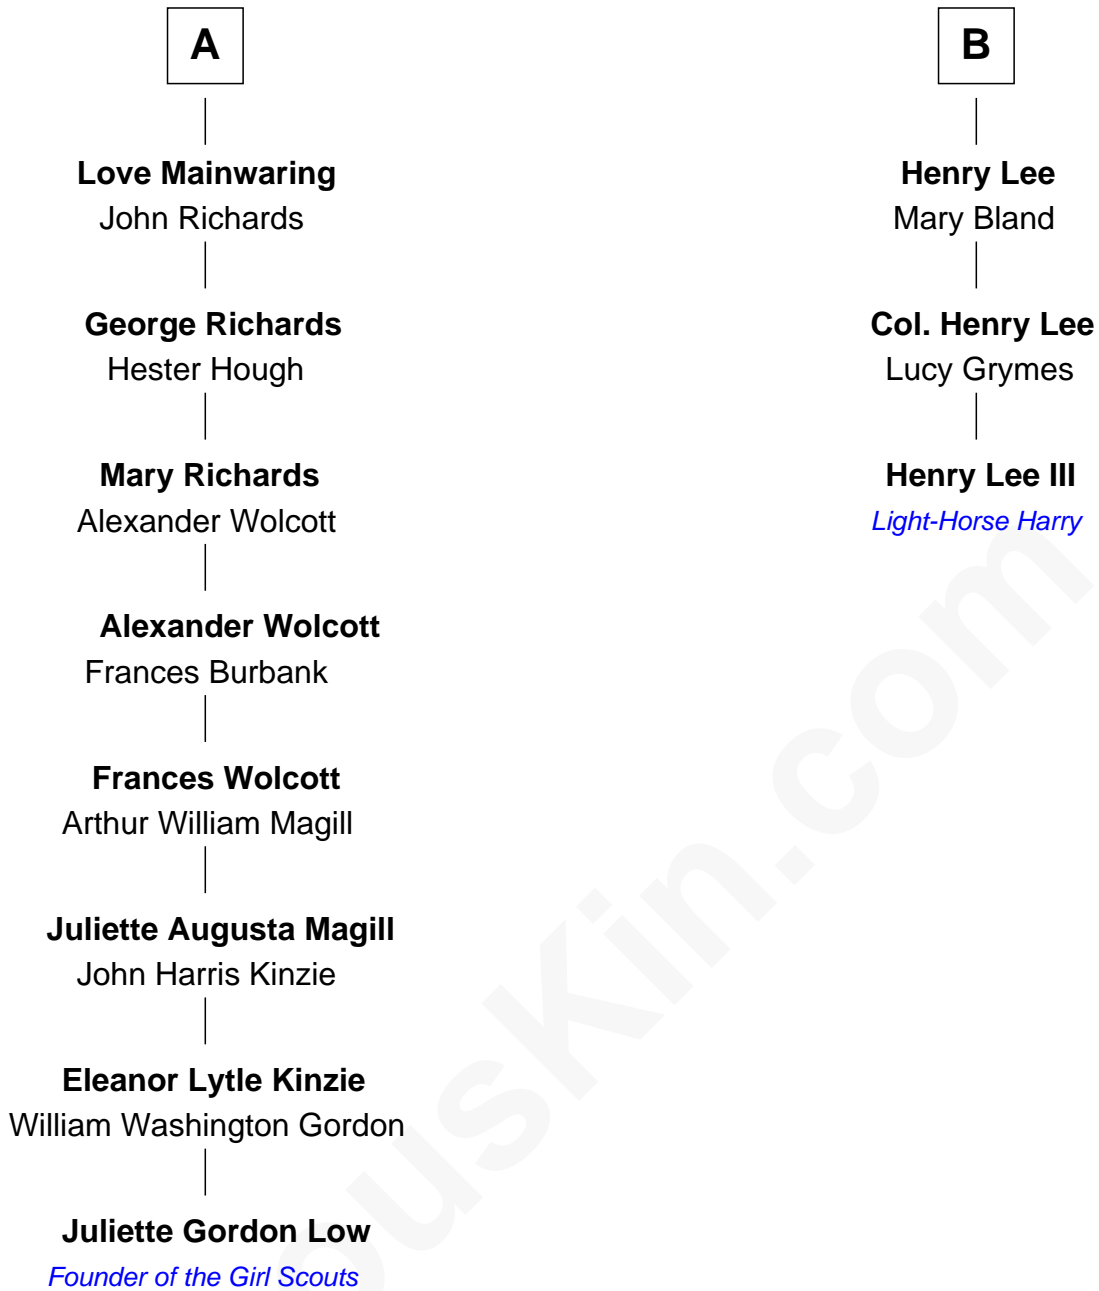 A
Love Mainwaring
John Richards
George Richards
Hester Hough
Mary Richards
Alexander Wolcott
Alexander Wolcott
Frances Burbank
Frances Wolcott
Arthur William Magill
Juliette Augusta Magill
John Harris Kinzie
Eleanor Lytle Kinzie
William Washington Gordon
Juliette Gordon Low
Founder of the Girl Scouts
B
Henry Lee
Mary Bland
Col. Henry Lee
Lucy Grymes
Henry Lee III
Light-Horse Harry
ousKin.com